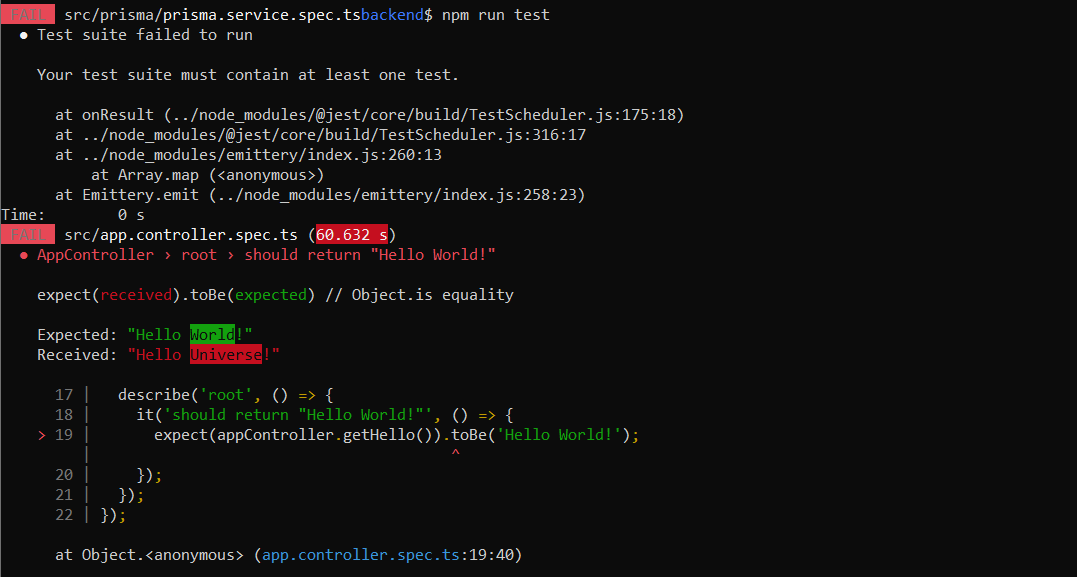 FAIL src/prisma/prisma.service.spec.tsbackend$ npm run test
● Test suite failed to run
Your test suite must contain at least one test.
at onResult (../node_modules/@jest/core/build/TestScheduler.js:175:18)
at ../node_modules/@jest/core/build/TestScheduler.js:316:17
at ../node_modules/emittery/index.js:260:13
at Array.map (<anonymous>)
at Emittery.emit (../node_modules/emittery/index.js:258:23)
Time:        0 s
FAIL src/app.controller.spec.ts (60.632 s)
● AppController › root › should return "Hello World!"
expect(received).toBe(expected) // Object.is equality
Expected: "Hello World!"
Received: "Hello Universe!"
17 |   describe('root', () => {
18 |     it('should return "Hello World!"', () => {
> 19 |       expect(appController.getHello()).toBe('Hello World!');
|                                        ^
20 |     });
21 |   });
22 | });
at Object.<anonymous> (app.controller.spec.ts:19:40)